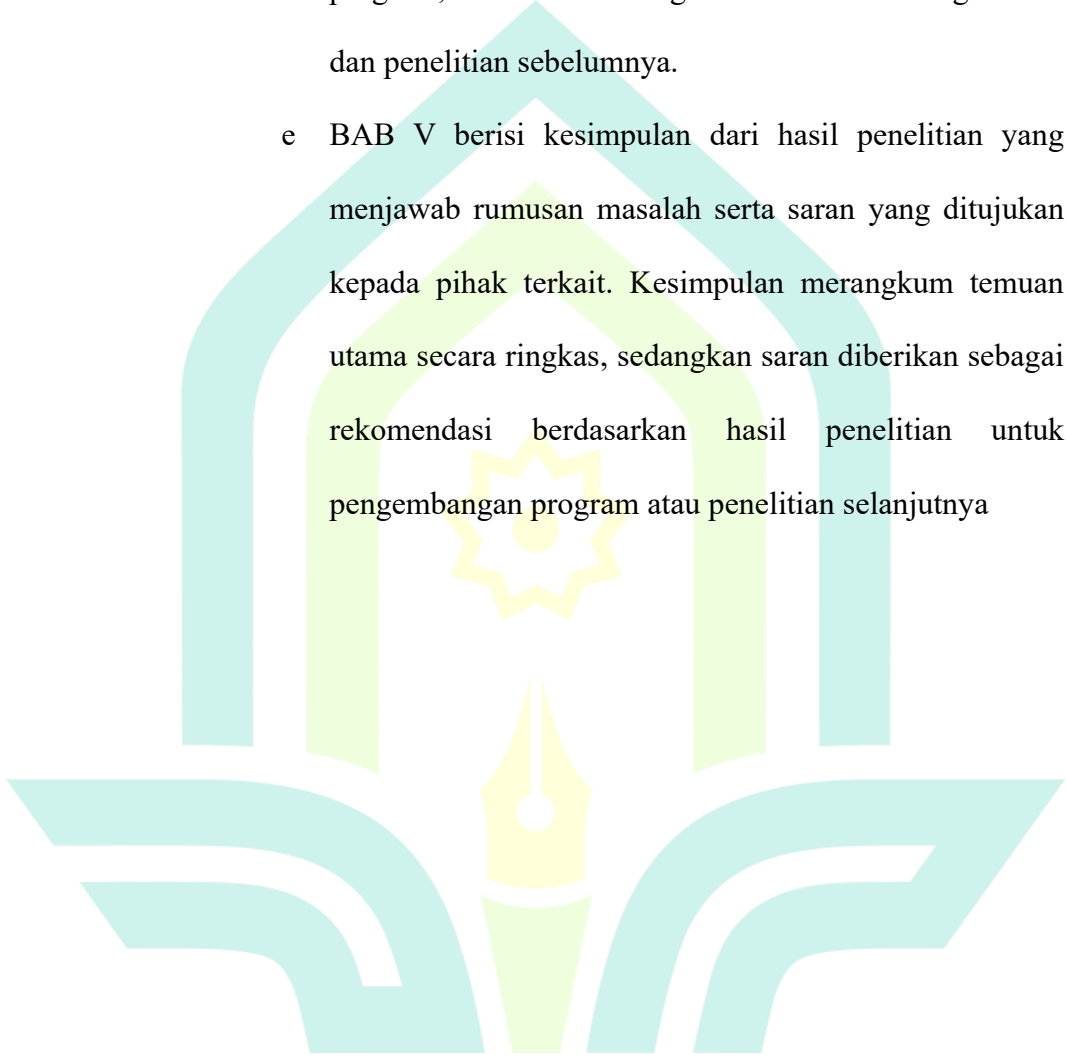 dan penelitian sebelumnya.
e BAB V berisi kesimpulan dari hasil penelitian yang
menjawab rumusan masalah serta saran yang ditujukan
kepada pihak terkait. Kesimpulan merangkum temuan
utama secara ringkas, sedangkan saran diberikan sebagai
rekomendasi berdasarkan hasil penelitian untuk
pengembangan program atau penelitian selanjutnya